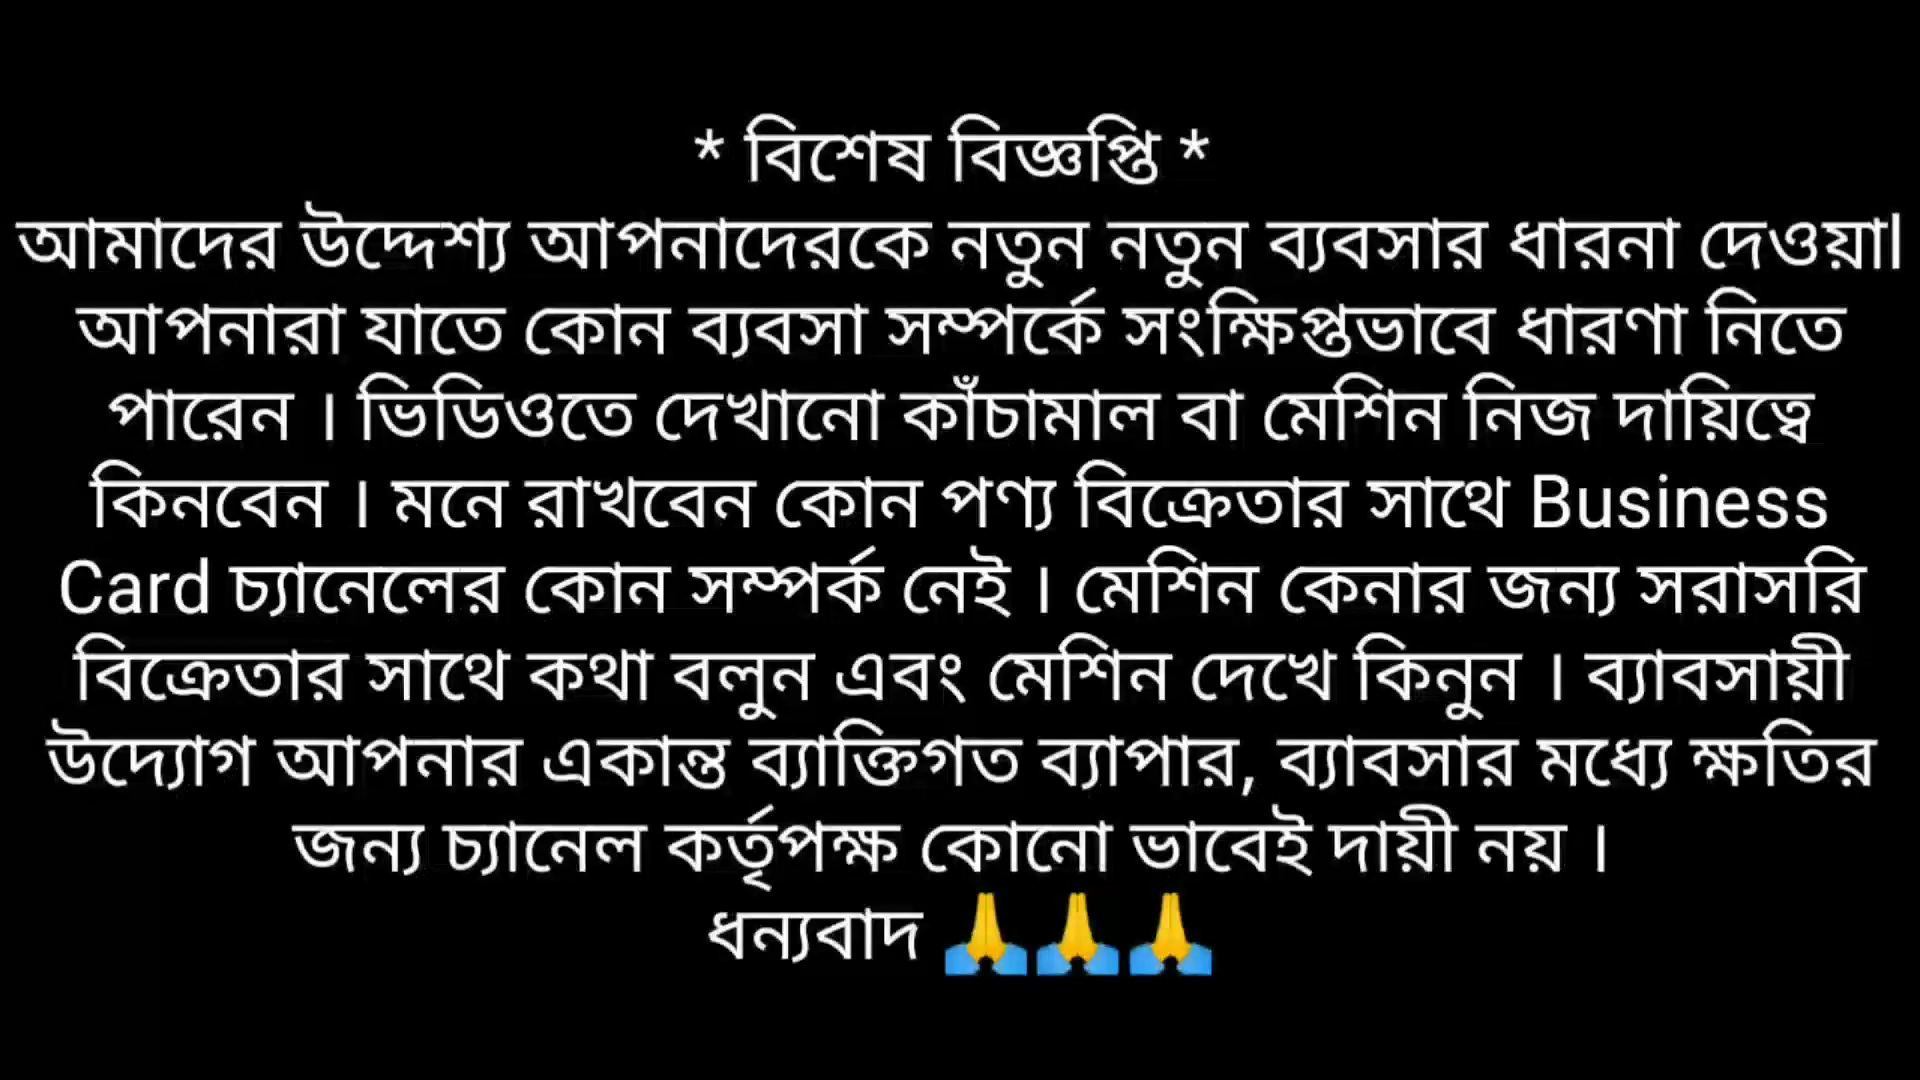 * বিশেষ বিজ্ঞপ্তি *
আমাদের উদ্দেশ্য আপনাদেরকে নতুন নতুন ব্যবসার ধারনা দেওয়া|
আপনারা যাতে কোন ব্যবসা সম্পর্কে সংক্ষিপ্তভাবে ধারণা নিতে
পারেন । ভিডিওতে দেখানো কাঁচামাল বা মেশিন নিজ দায়িত্বে
কিনবেন । মনে রাখবেন কোন পণ্য বিক্রেতার সাথে Business
Card চ্যানেলের কোন সম্পর্ক নেই । মেশিন কেনার জন্য সরাসরি
বিক্রেতার সাথে কথা বলুন এবং মেশিন দেখে কিনুন । ব্যাবসায়ী
উদ্যোগ আপনার একান্ত ব্যাক্তিগত ব্যাপার, ব্যাবসার মধ্যে ক্ষতির
জন্য চ্যানেল কর্তৃপক্ষ কোনো ভাবেই দায়ী নয় ।
ধন্যবাদ 🙏🙏🙏